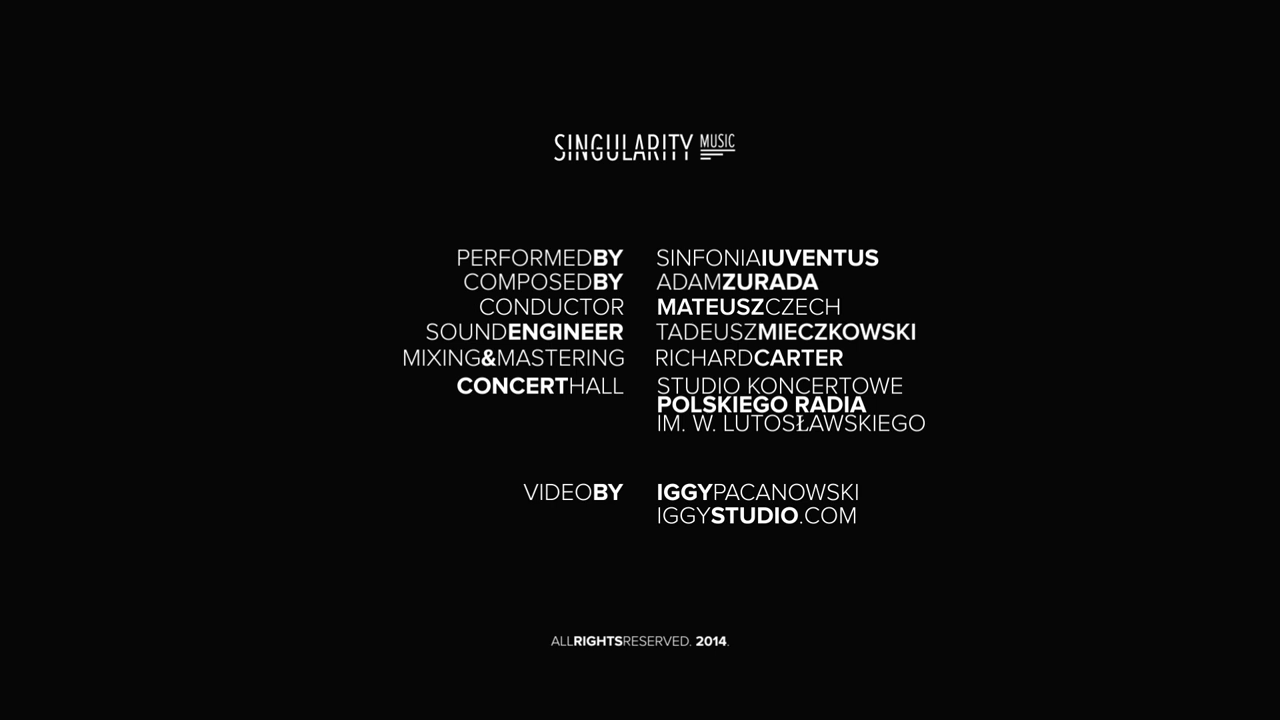 SINGULARITY MUSIC
PERFORMEDBY SINFONIAIUVENTUS
COMPOSEDBY ADAMZURADA
CONDUCTOR MATEUSZCZECH
SOUNDENGINEER TADEUSZMIECZKOWSKI
MIXING&MASTERING RICHARDCARTER
CONCERTHALL STUDIO KONCERTOWE
POLSKIEGO RADIA
IM. W. LUTOSŁAWSKIEGO
VIDEOBY IGGYPACANOWSKI
IGGYSTUDIO.COM
ALLRIGHTSRESERVED. 2014.